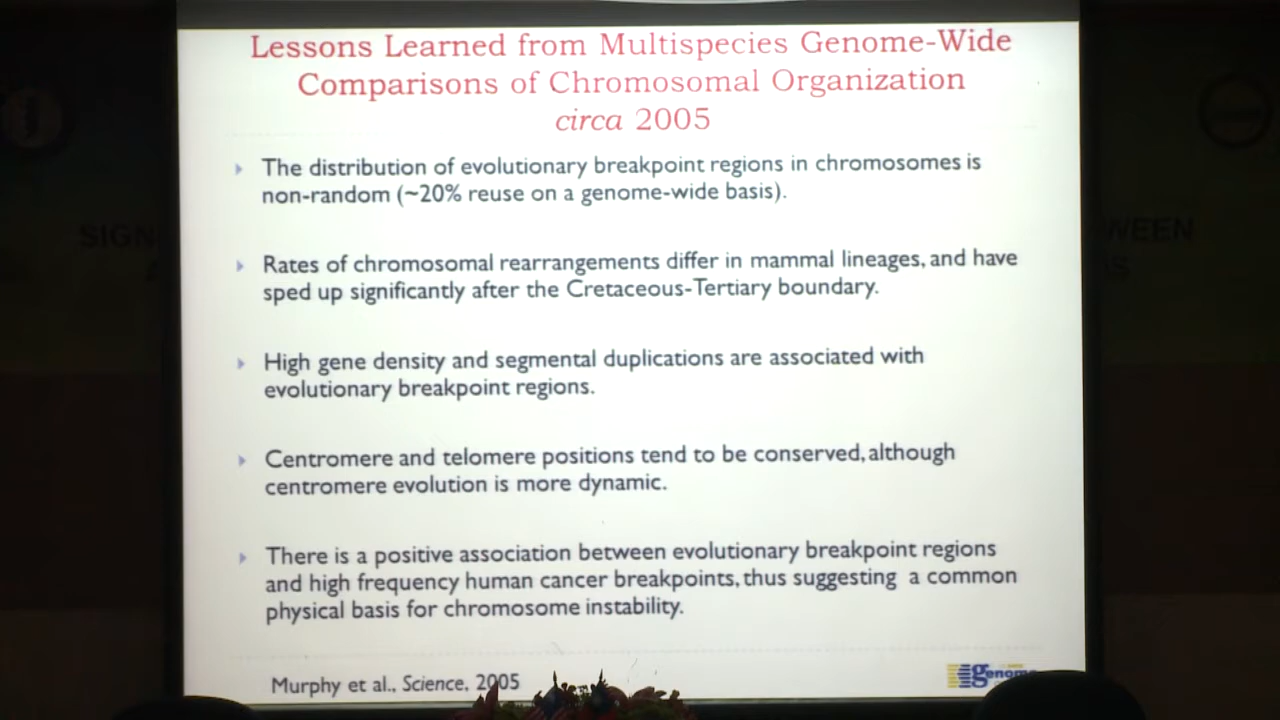 Lessons Learned from Multispecies Genome-Wide
Comparisons of Chromosomal Organization
circa 2005
The distribution of evolutionary breakpoint regions in chromosomes is
non-random (~20% reuse on a genome-wide basis).
Rates of chromosomal rearrangements differ in mammal lineages, and have
sped up significantly after the Cretaceous-Tertiary boundary.
High gene density and segmental duplications are associated with
evolutionary breakpoint regions.
Centromere and telomere positions tend to be conserved, although
centromere evolution is more dynamic.
There is a positive association between evolutionary breakpoint regions
and high frequency human cancer breakpoints, thus suggesting a common
physical basis for chromosome instability.
Murphy et al., Science, 2005
genom
SIGN
WEEN